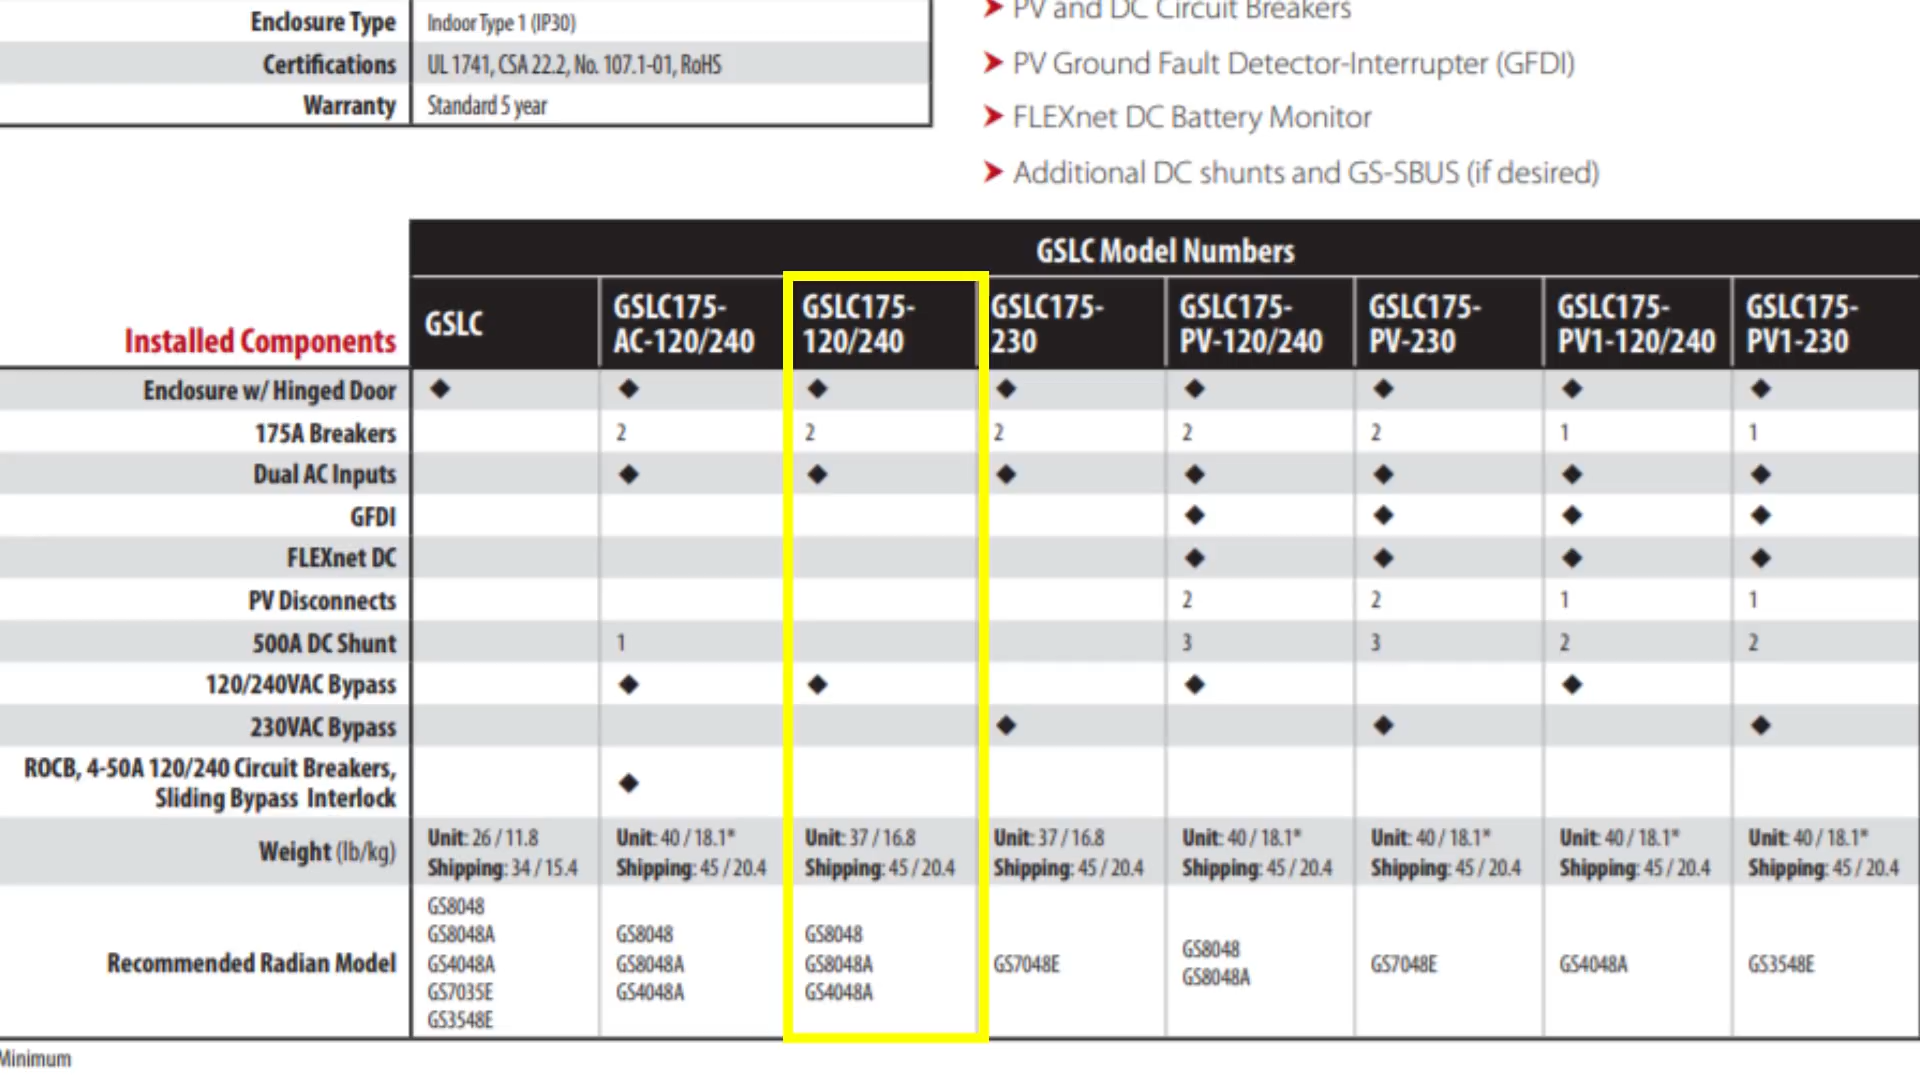 Enclosure Type Indoor Type 1 (IP30)
Certifications UL 1741, CSA 22.2, No. 107.1-01, RoHS
Warranty Standard 5 year
➤ PV and DC Circuit Breakers
➤ PV Ground Fault Detector-Interrupter (GFDI)
➤ FLEXnet DC Battery Monitor
➤ Additional DC shunts and GS-SBUS (if desired)
GSLC Model Numbers
Installed Components
GSLC
GSLC175-
AC-120/240
GSLC175-
120/240
GSLC175-
230
GSLC175-
PV-120/240
GSLC175-
PV-230
GSLC175-
PV1-120/240
GSLC175-
PV1-230
Enclosure w/ Hinged Door ◆ ◆ ◆ ◆ ◆ ◆ ◆ ◆
175A Breakers 2 2 2 2 2 1 1
Dual AC Inputs ◆ ◆ ◆ ◆ ◆ ◆ ◆
GFDI ◆ ◆ ◆ ◆
FLEXnet DC ◆ ◆ ◆ ◆
PV Disconnects 2 2 1 1
500A DC Shunt 1 3 3 2 2
120/240VAC Bypass ◆ ◆ ◆ ◆
230VAC Bypass ◆ ◆ ◆
ROCB, 4-50A 120/240 Circuit Breakers,
Sliding Bypass Interlock ◆
Weight (lb/kg)
Unit: 26 / 11.8
Shipping: 34 / 15.4
Unit: 40 / 18.1*
Shipping: 45 / 20.4
Unit: 37 / 16.8
Shipping: 45 / 20.4
Unit: 37 / 16.8
Shipping: 45 / 20.4
Unit: 40 / 18.1*
Shipping: 45 / 20.4
Unit: 40 / 18.1*
Shipping: 45 / 20.4
Unit: 40 / 18.1*
Shipping: 45 / 20.4
Unit: 40 / 18.1*
Shipping: 45 / 20.4
Recommended Radian Model
GS8048
GS8048A
GS4048A
GS7035E
GS3548E
GS8048
GS8048A
GS4048A
GS8048
GS8048A
GS4048A
GS7048E
GS8048
GS8048A
GS7048E
GS4048A
GS3548E
Minimum